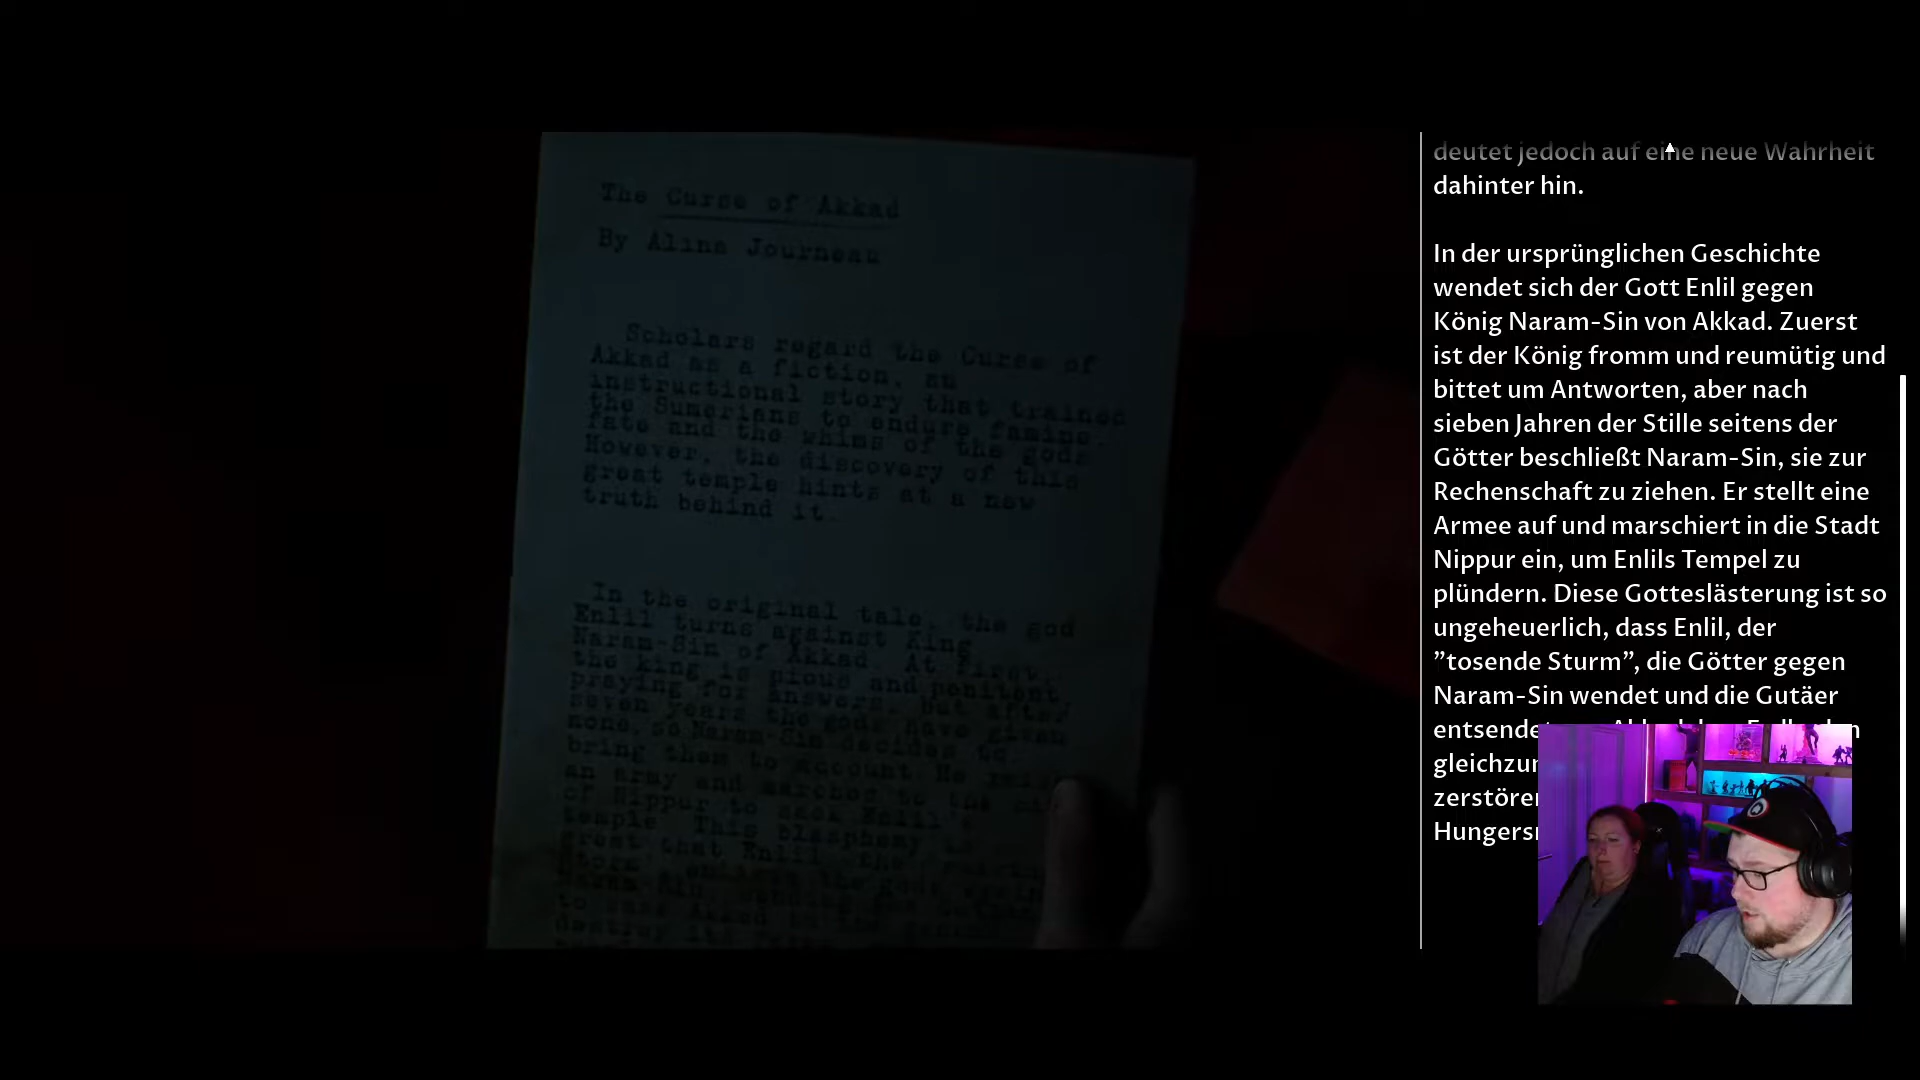 The Curse of Akkad
By Alina Journeau
Scholars regard the Curse of
Akkad as a fiction, an
instructional story that trained
the Sumerians to endure famine,
fate and the whims of the gods.
However, the discovery of this
great temple hints at a new
truth behind it.
In the original tale, the god
Enlil turns against King
Naram-Sin of Akkad. At first,
the king is pious and penitent
praying for answers, but after
seven years the gods have given
none, so Naram-Sin decides to
bring them to account. He
an army and marches to the
of Nippur to sack Enlil's
temple. This blasphemy
great that Enlil, the
deutet jedoch auf eine neue Wahrheit
dahinter hin.
In der ursprünglichen Geschichte
wendet sich der Gott Enlil gegen
König Naram-Sin von Akkad. Zuerst
ist der König fromm und reumütig und
bittet um Antworten, aber nach
sieben Jahren der Stille seitens der
Götter beschließt Naram-Sin, sie zur
Rechenschaft zu ziehen. Er stellt eine
Armee auf und marschiert in die Stadt
Nippur ein, um Enlils Tempel zu
plündern. Diese Gotteslästerung ist so
ungeheuerlich, dass Enlil, der
"tosende Sturm", die Götter gegen
Naram-Sin wendet und die Gutäer